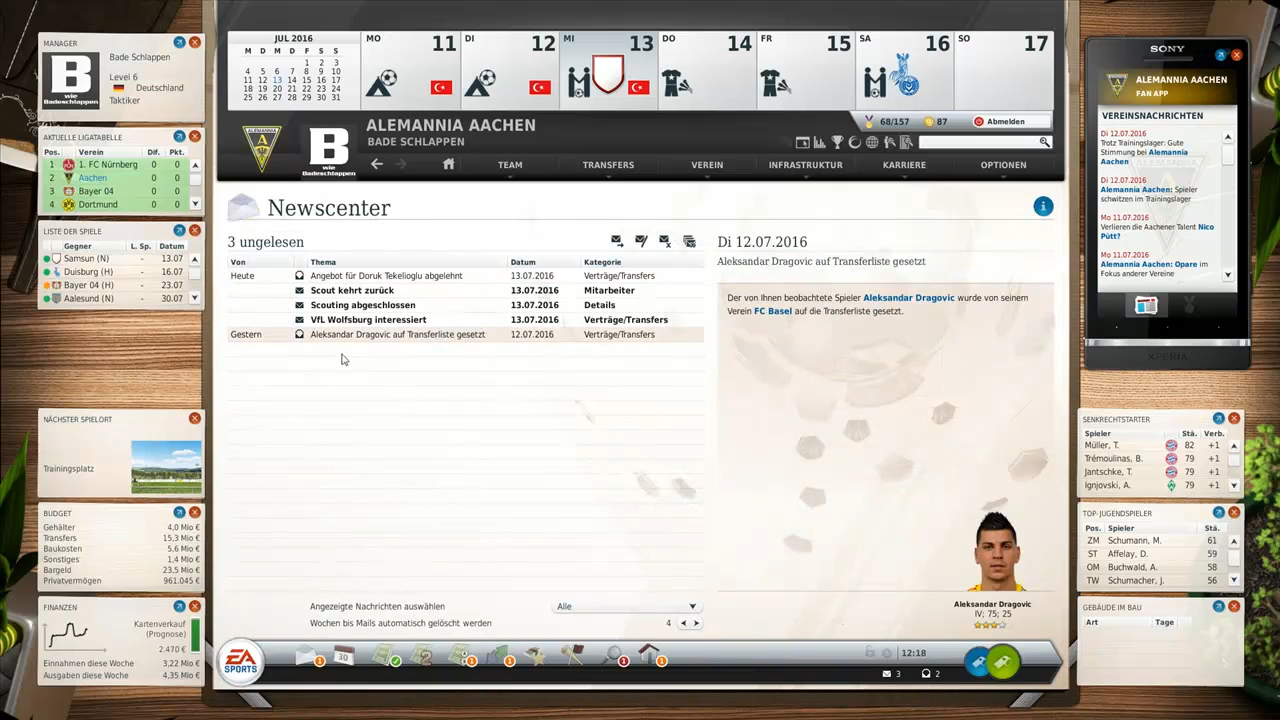 MANAGER
B
wie
Badeschlappen
Bade Schlappen
Level 6
Deutschland
Taktiker
AKTUELLE LIGATABELLE
Pos. Verein Dif. Pkt.
1 1. FC Nürnberg 0 0
2 Aachen 0 0
3 Bayer 04 0 0
4 Dortmund 0 0
LISTE DER SPIELE
Gegner L. Sp. Datum
Samsun (N) - 13.07
Duisburg (H) - 16.07
Bayer 04 (H) - 23.07
Aalesund (N) - 30.07
NÄCHSTER SPIELORT
Trainingsplatz
BUDGET
Gehälter 4,0 Mio €
Transfers 15,3 Mio €
Baukosten 5,6 Mio €
Sonstiges 1,4 Mio €
Bargeld 23,5 Mio €
Privatvermögen 961.045 €
FINANZEN
Kartenverkauf
(Prognose)
2.470 €
Einnahmen diese Woche 3,22 Mio €
Ausgaben diese Woche 4,35 Mio €
JUL 2016
M D M D F S S
1 2 3
4 5 6 7 8 9 10
11 12 13 14 15 16 17
18 19 20 21 22 23 24
25 26 27 28 29 30 31
MO 11
DI 12
MI 13
DO 14
FR 15
SA 16
SO 17
ALEMANNIA
B
wie
Badeschlappen
ALEMANNIA AACHEN
BADE SCHLAPPEN
68/157
87
Abmelden
TEAM TRANSFERS VEREIN INFRASTRUKTUR KARRIERE OPTIONEN
Newscenter
3 ungelesen
Von Thema Datum Kategorie
Heute Angebot für Doruk Tekelioglu abgelehnt 13.07.2016 Verträge/Transfers
Scout kehrt zurück 13.07.2016 Mitarbeiter
Scouting abgeschlossen 13.07.2016 Details
VfL Wolfsburg interessiert 13.07.2016 Verträge/Transfers
Gestern Aleksandar Dragovic auf Transferliste gesetzt 12.07.2016 Verträge/Transfers
Angezeigte Nachrichten auswählen Alle
Wochen bis Mails automatisch gelöscht werden 4
Di 12.07.2016
Aleksandar Dragovic auf Transferliste gesetzt
Der von Ihnen beobachtete Spieler Aleksandar Dragovic wurde von seinem
Verein FC Basel auf die Transferliste gesetzt.
Aleksandar Dragovic
IV; 75; 25
EA
SPORTS
1
30
2
1
1
1
1
12:18
3
2
SONY
ALEMANNIA AACHEN
FAN APP
VEREINSNACHRICHTEN
Di 12.07.2016
Trotz Trainingslager: Gute
Stimmung bei Alemannia
Aachen
Di 12.07.2016
Alemannia Aachen: Spieler
schwitzen im Trainingslager
Mo 11.07.2016
Verlieren die Aachener Talent Nico
Pütt?
Mo 11.07.2016
Alemannia Aachen: Opare im
Fokus anderer Vereine
XPERIA
SENKRECHTSTARTER
Spieler Stä. Verb.
Müller, T. 82 +1
Trémoulinas, B. 79 +1
Jantschke, T. 79 +1
Ignjovski, A. 79 +1
TOP-JUGENDSPIELER
Pos. Spieler Stä.
ZM Schumann, M. 61
ST Affelay, D. 59
OM Buchwald, A. 58
TW Schumacher, J. 56
GEBÄUDE IM BAU
Art Tage